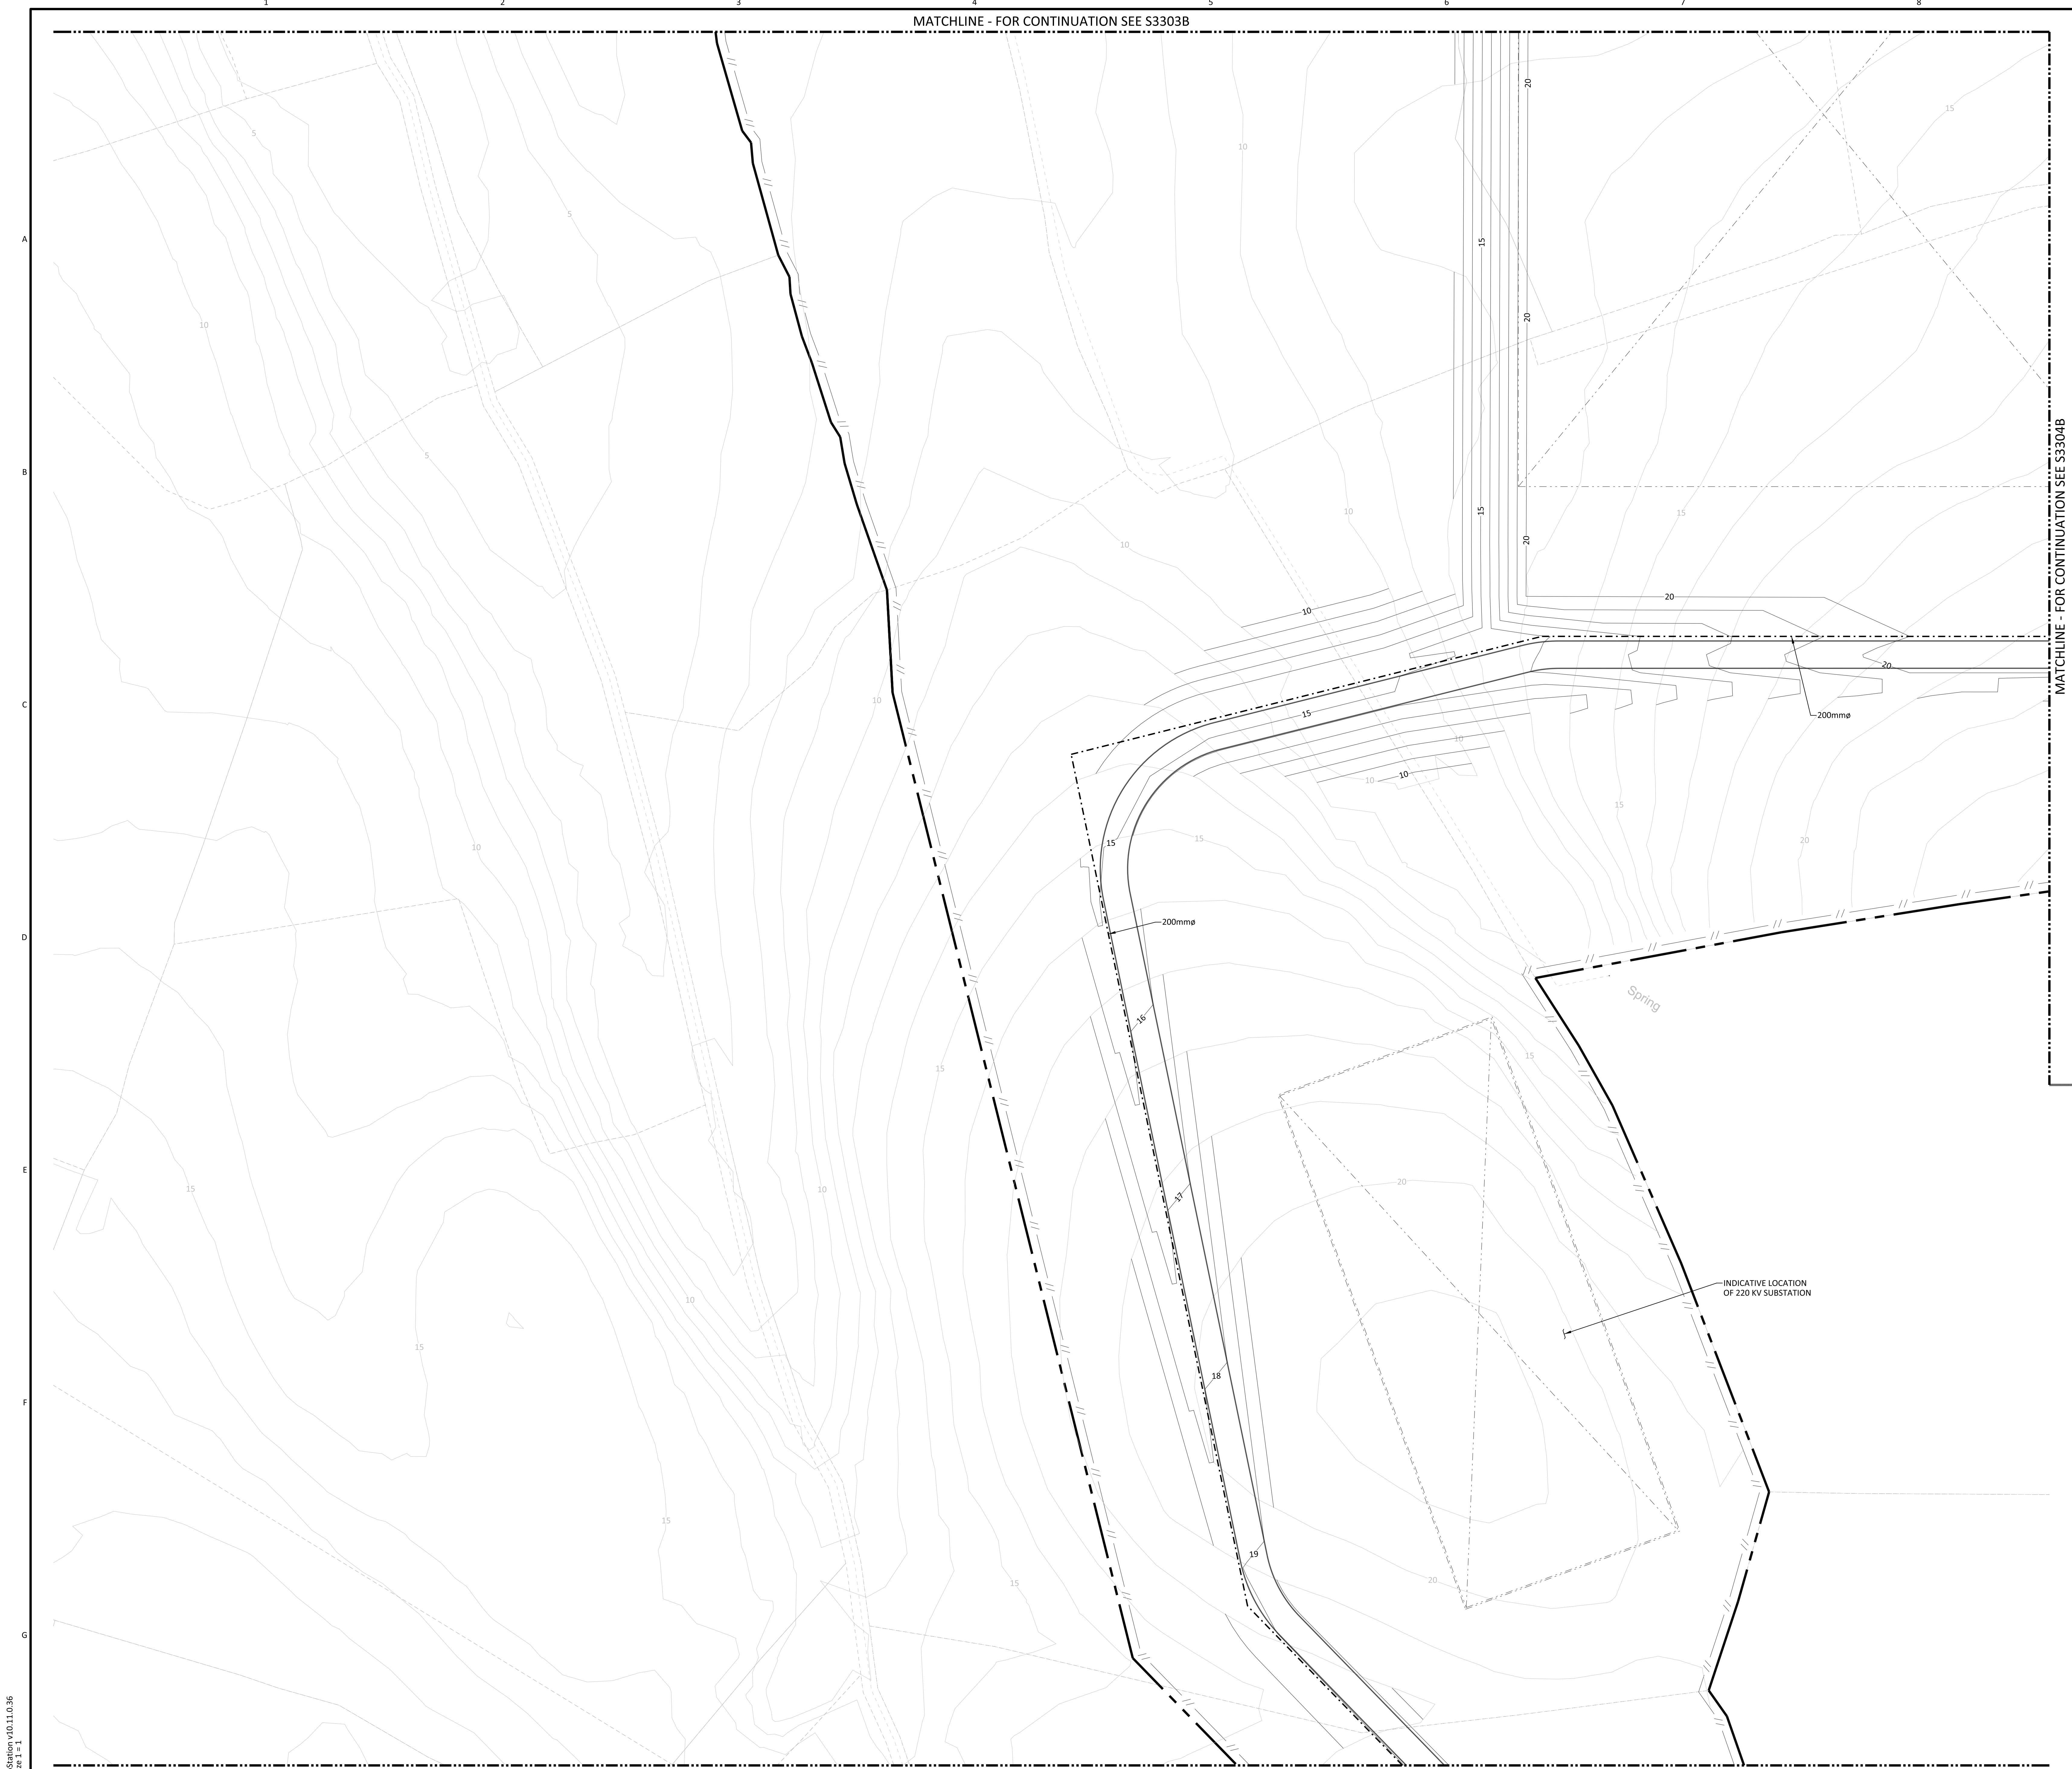 1 2 3 4 5 6 7 8
MATCHLINE - FOR CONTINUATION SEE S3303B
20
15
5
10
5
A
15
10
20
B
5
MATCHLINE - FOR CONTINUATION SEE S3304B
15
10
15
20
10
20
10
20
10
C
15
200mmø
10
10
10
15
15
15
20
10
200mmø
D
Spring
16
15
15
E
20
15
10
17
INDICATIVE LOCATION
OF 220 KV SUBSTATION
10
15
18
F
15
19
20
15
G
Station v10.11.0.36
ze 1 = 1